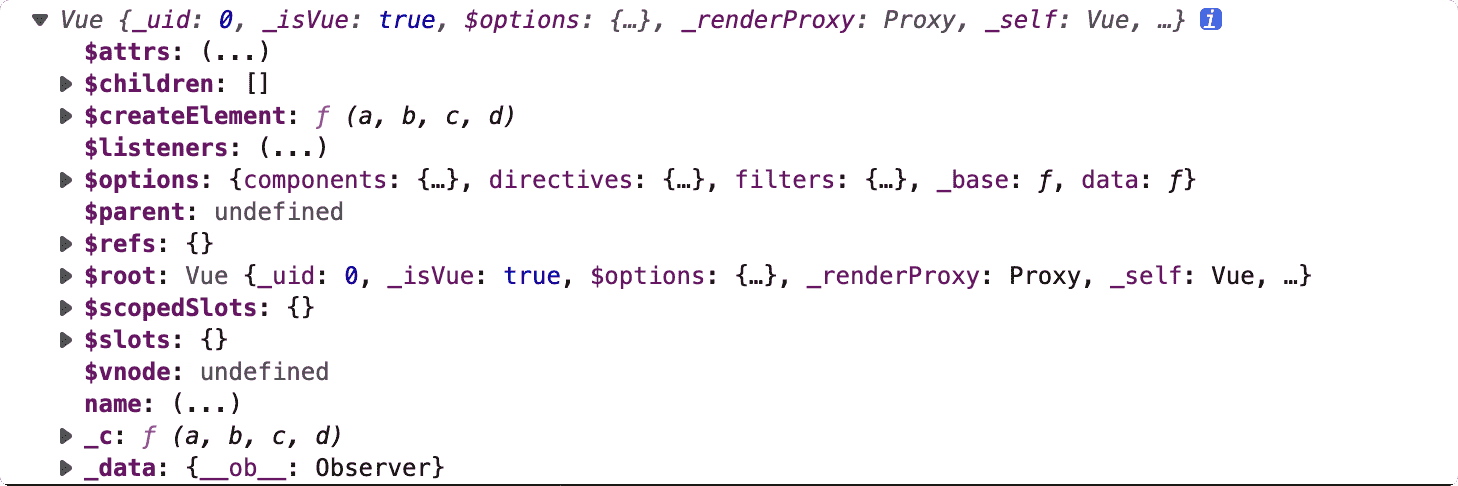 ▼ Vue {_uid: 0, _isVue: true, $options: {…}, _renderProxy: Proxy, _self: Vue, …} i
$attrs: (...)
▶ $children: []
▶ $createElement: ƒ (a, b, c, d)
$listeners: (...)
▶ $options: {components: {…}, directives: {…}, filters: {…}, _base: ƒ, data: ƒ}
$parent: undefined
▶ $refs: {}
▶ $root: Vue {_uid: 0, _isVue: true, $options: {…}, _renderProxy: Proxy, _self: Vue, …}
▶ $scopedSlots: {}
▶ $slots: {}
$vnode: undefined
name: (...)
▶ _c: ƒ (a, b, c, d)
▶ _data: {__ob__: Observer}